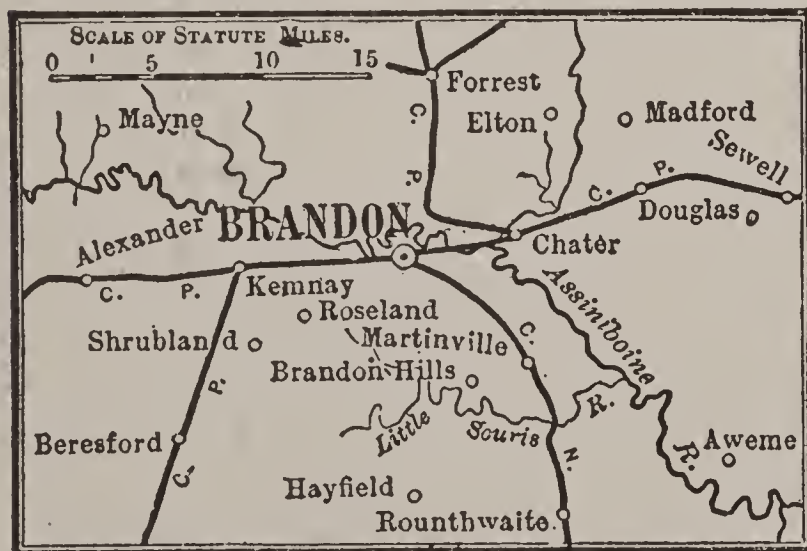 SCALE OF STATUTE MILES.
0 5 10 15
Forrest
Mayne
Elton
Madford
Sewell
C. P.
C. P.
Douglas
Alexander
BRANDON
Chater
C. P.
Kemnay
Assiniboine R.
Roseland
Shrubland
Martinville
C. N.
Brandon Hills
C. P.
Little Souris R.
Beresford
Aweme
Hayfield
Rounthwaite